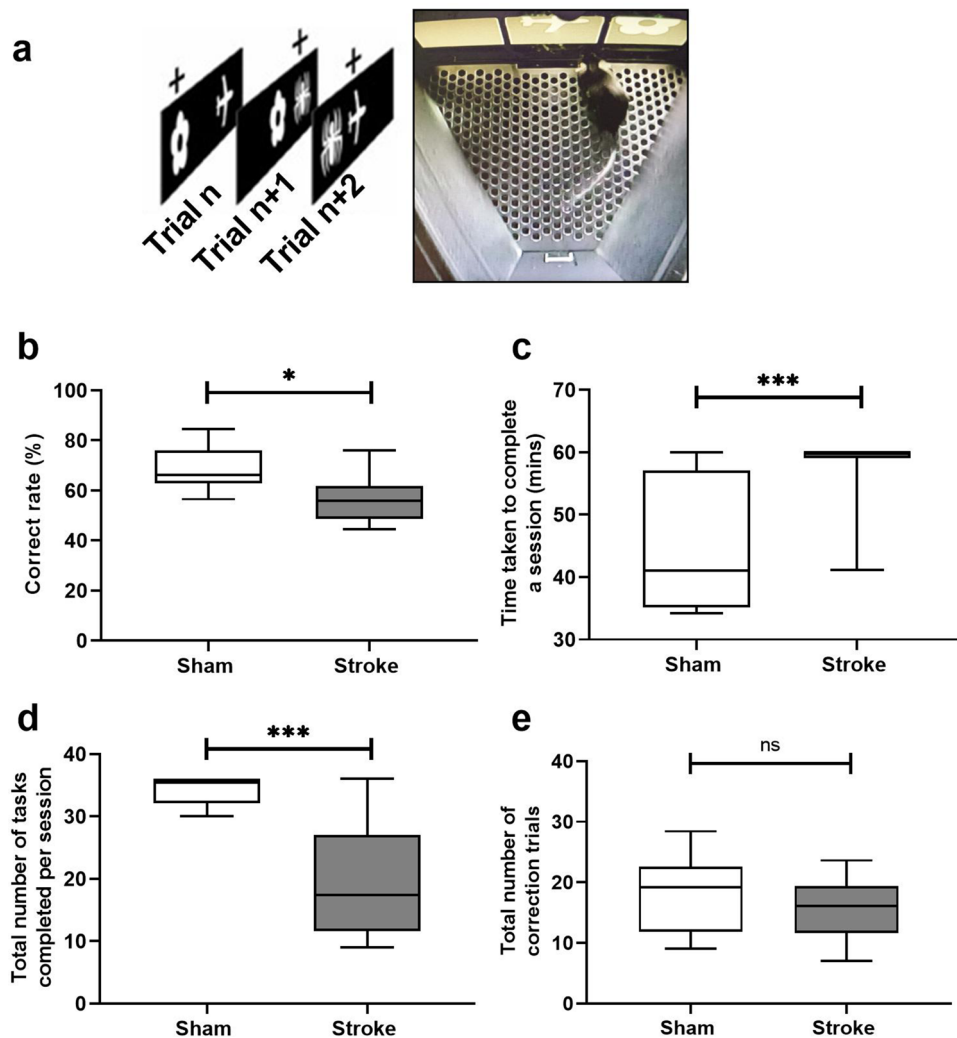 a
+
+
+
Trial n
Trial n+1
Trial n+2
b
Correct rate (%)
100
80
60
40
20
0
*
Sham
Stroke
c
Time taken to complete
a session (mins)
70
60
50
40
30
***
Sham
Stroke
d
Total number of tasks
completed per session
40
30
20
10
0
***
Sham
Stroke
e
Total number of
correction trials
40
30
20
10
0
ns
Sham
Stroke